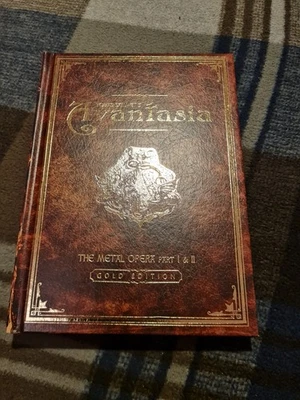 Avantasia
THE METAL OPERA PART I & II
GOLD EDITION